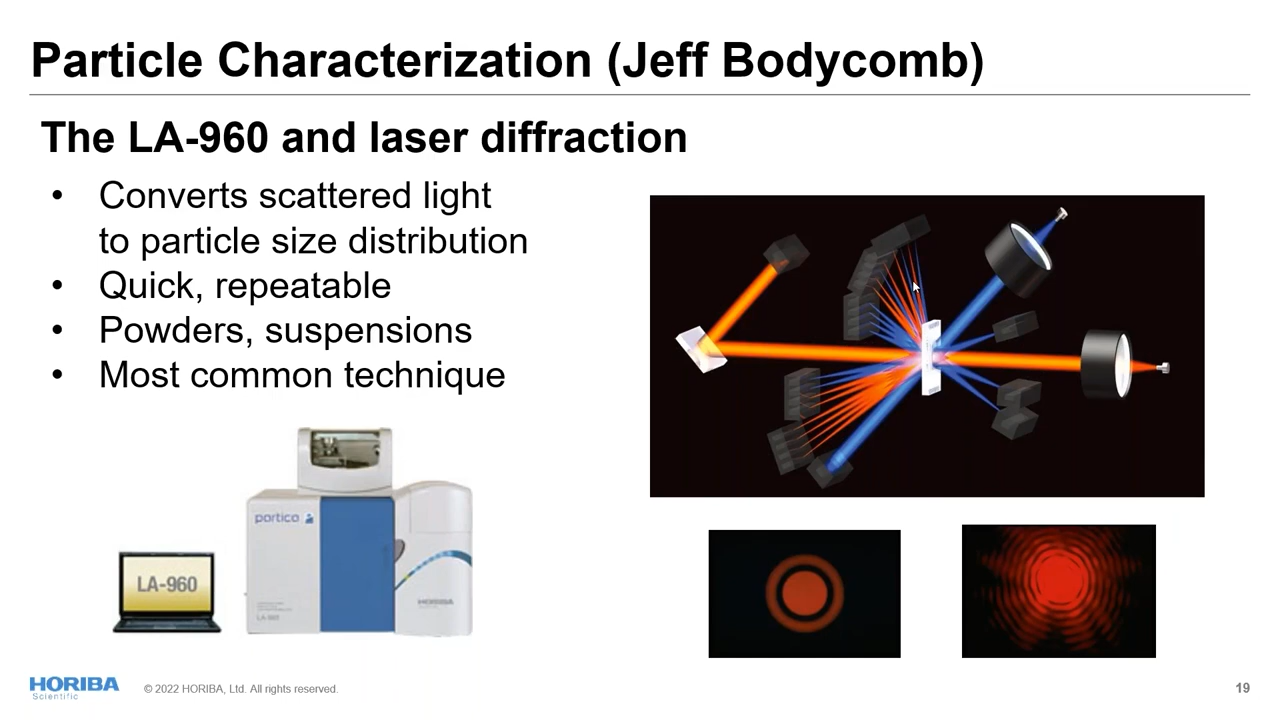 Particle Characterization (Jeff Bodycomb)
The LA-960 and laser diffraction
• Converts scattered light
to particle size distribution
• Quick, repeatable
• Powders, suspensions
• Most common technique
partica
LA-960
HORIBA
LA-960
HORIBA
Scientific
© 2022 HORIBA, Ltd. All rights reserved.
19